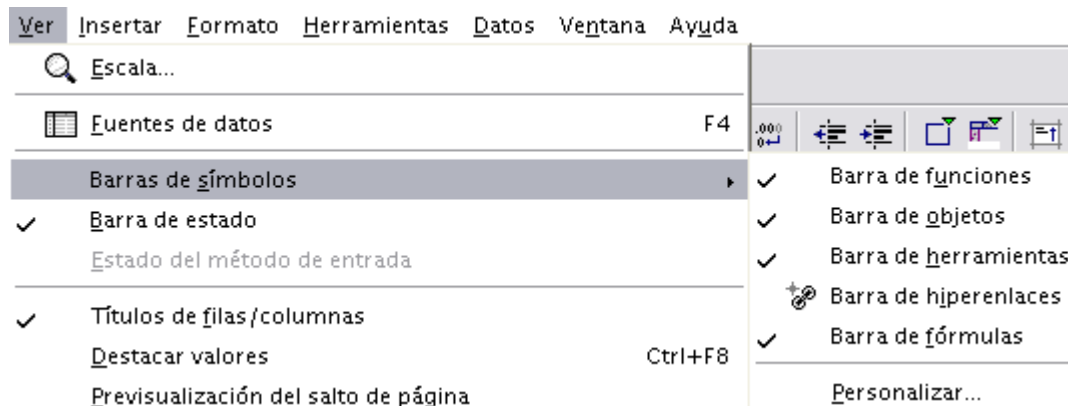 Ver Insertar Formato Herramientas Datos Ventana Ayuda
Escala...
Fuentes de datos F4
Barras de símbolos
Barra de estado
Estado del método de entrada
Títulos de filas/columnas
Destacar valores Ctrl+F8
Previsualización del salto de página
.000
0
Barra de funciones
Barra de objetos
Barra de herramientas
Barra de hiperenlaces
Barra de fórmulas
Personalizar...